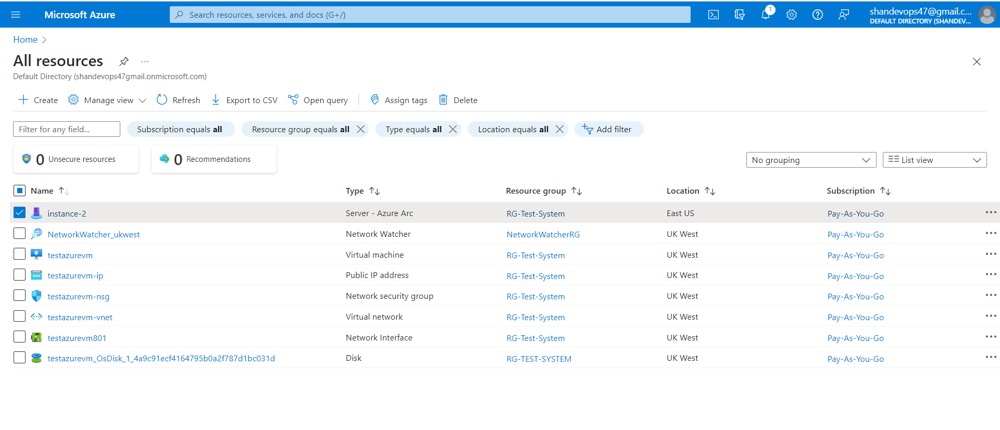 Microsoft Azure
Search resources, services, and docs (G+/)
1
shandevops47@gmail.c...
DEFAULT DIRECTORY (SHANDEV...
Home
All resources
Default Directory (shandevops47gmail.onmicrosoft.com)
Create Manage view Refresh Export to CSV Open query Assign tags Delete
Filter for any field... Subscription equals all Resource group equals all Type equals all Location equals all Add filter
0 Unsecure resources 0 Recommendations
No grouping List view
Name Type Resource group Location Subscription
instance-2 Server - Azure Arc RG-Test-System East US Pay-As-You-Go
NetworkWatcher_ukwest Network Watcher NetworkWatcherRG UK West Pay-As-You-Go
testazurevm Virtual machine RG-Test-System UK West Pay-As-You-Go
testazurevm-ip Public IP address RG-Test-System UK West Pay-As-You-Go
testazurevm-nsg Network security group RG-Test-System UK West Pay-As-You-Go
testazurevm-vnet Virtual network RG-Test-System UK West Pay-As-You-Go
testazurevm801 Network Interface RG-Test-System UK West Pay-As-You-Go
testazurevm_OsDisk_1_4a9c91ecf4164795b0a2f787d1bc031d Disk RG-TEST-SYSTEM UK West Pay-As-You-Go